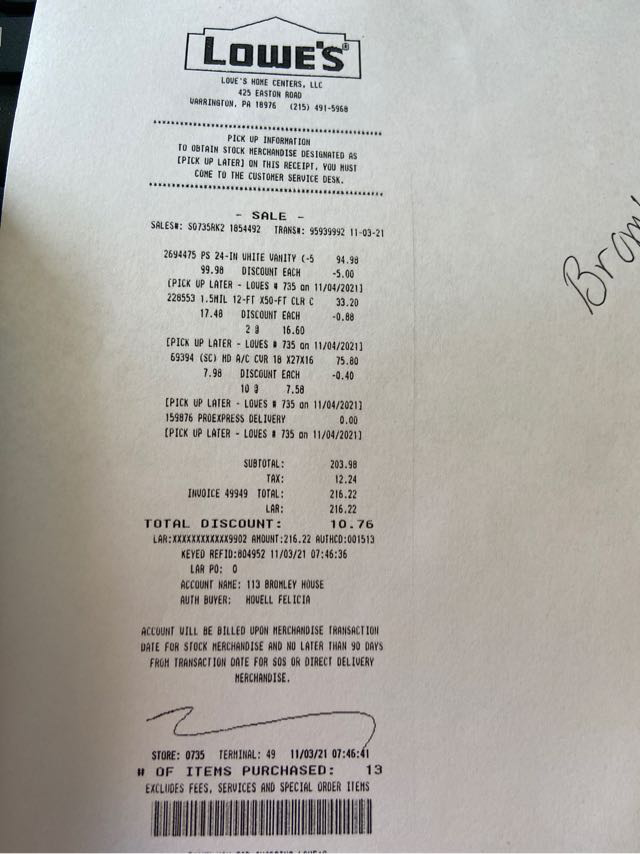 LOWE'S®
LOWE'S HOME CENTERS, LLC
425 EASTON ROAD
WARRINGTON, PA 18976 (215) 491-5968
PICK UP INFORMATION
TO OBTAIN STOCK MERCHANDISE DESIGNATED AS
[PICK UP LATER] ON THIS RECEIPT, YOU MUST
COME TO THE CUSTOMER SERVICE DESK.
- SALE -
SALES#: SO735RK2 1854492 TRANS#: 95939992 11-03-21
2694475 PS 24-IN WHITE VANITY (-5 94.98
99.98 DISCOUNT EACH -5.00
[PICK UP LATER - LOWES # 735 on 11/04/2021]
228553 1.5MIL 12-FT X50-FT CLR C 33.20
17.48 DISCOUNT EACH -0.88
2 @ 16.60
[PICK UP LATER - LOWES # 735 on 11/04/2021]
69394 (SC) HD A/C CVR 18 X27X16 75.80
7.98 DISCOUNT EACH -0.40
10 @ 7.58
[PICK UP LATER - LOWES # 735 on 11/04/2021]
159876 PROEXPRESS DELIVERY 0.00
[PICK UP LATER - LOWES # 735 on 11/04/2021]
SUBTOTAL: 203.98
TAX: 12.24
INVOICE 49949 TOTAL: 216.22
LAR: 216.22
TOTAL DISCOUNT: 10.76
LAR:XXXXXXXXXXXX9902 AMOUNT:216.22 AUTHCD:001513
KEYED REFID:804952 11/03/21 07:46:36
LAR PO: 0
ACCOUNT NAME: 113 BROMLEY HOUSE
AUTH BUYER: HOWELL FELICIA
ACCOUNT WILL BE BILLED UPON MERCHANDISE TRANSACTION
DATE FOR STOCK MERCHANDISE AND NO LATER THAN 90 DAYS
FROM TRANSACTION DATE FOR SOS OR DIRECT DELIVERY
MERCHANDISE.
STORE: 0735 TERMINAL: 49 11/03/21 07:46:41
# OF ITEMS PURCHASED: 13
EXCLUDES FEES, SERVICES AND SPECIAL ORDER ITEMS